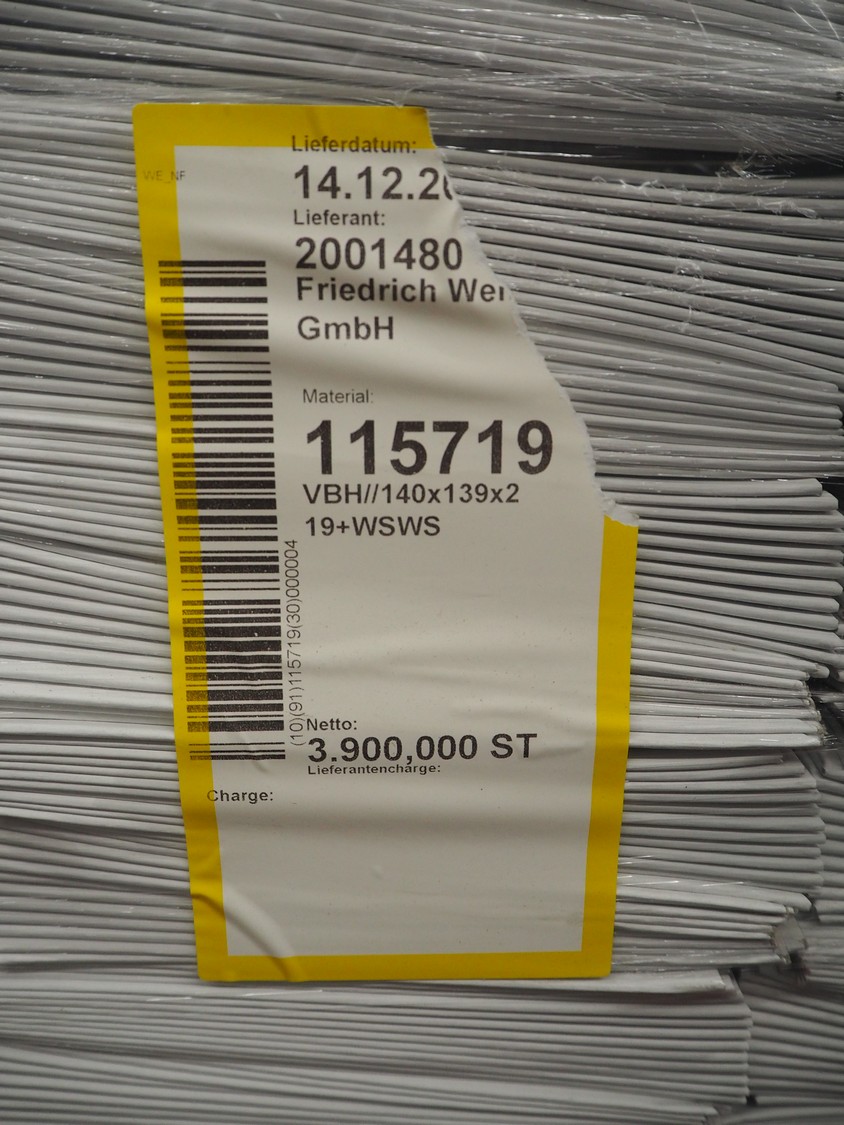 Lieferdatum:
14.12.2
WE_NF
Lieferant:
2001480
Friedrich
GmbH
Material:
115719
VBH//140x139x2
19+WSWS
(10)(91)115719(30)000004
Netto:
3.900,000 ST
Lieferantencharge:
Charge: